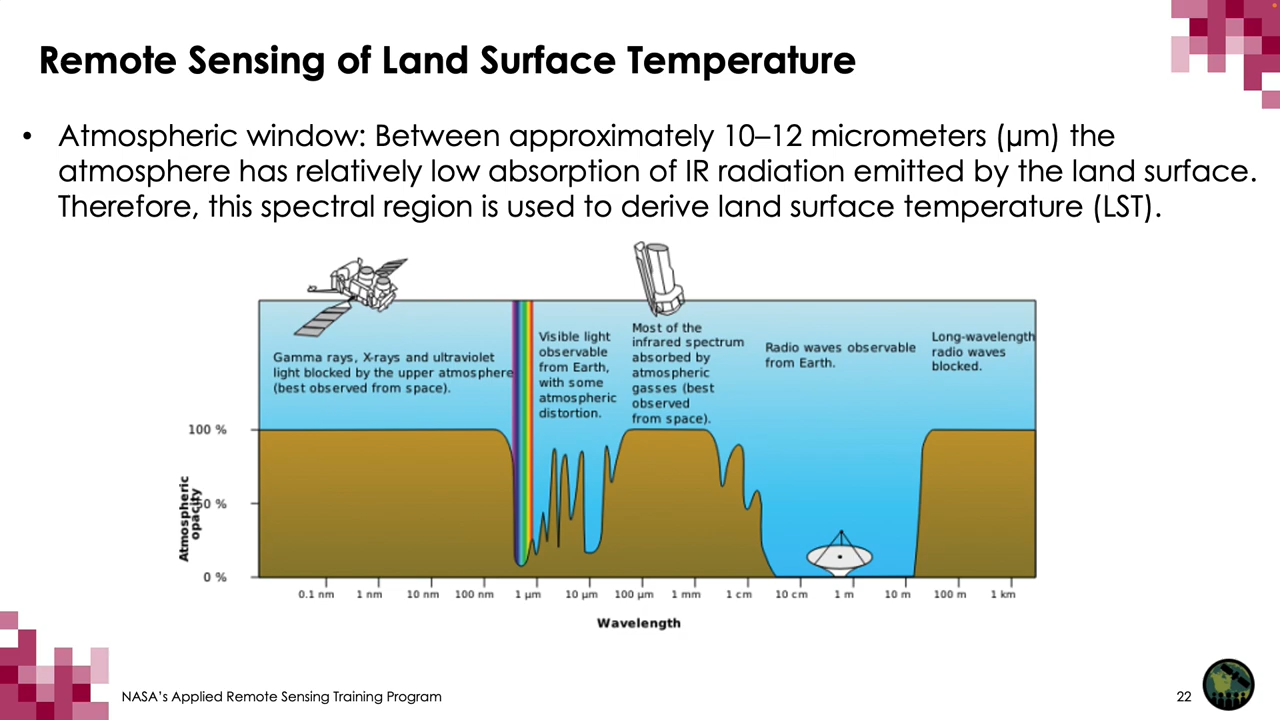 Remote Sensing of Land Surface Temperature
• Atmospheric window: Between approximately 10–12 micrometers (µm) the
atmosphere has relatively low absorption of IR radiation emitted by the land surface.
Therefore, this spectral region is used to derive land surface temperature (LST).
Gamma rays, X-rays and ultraviolet
light blocked by the upper atmosphere
(best observed from space).
Visible light
observable
from Earth,
with some
atmospheric
distortion.
Most of the
infrared spectrum
absorbed by
atmospheric
gasses (best
observed
from space).
Radio waves observable
from Earth.
Long-wavelength
radio waves
blocked.
Atmospheric
opacity
100 %
50 %
0 %
0.1 nm 1 nm 10 nm 100 nm 1 µm 10 µm 100 µm 1 mm 1 cm 10 cm 1 m 10 m 100 m 1 km
Wavelength
NASA's Applied Remote Sensing Training Program
22